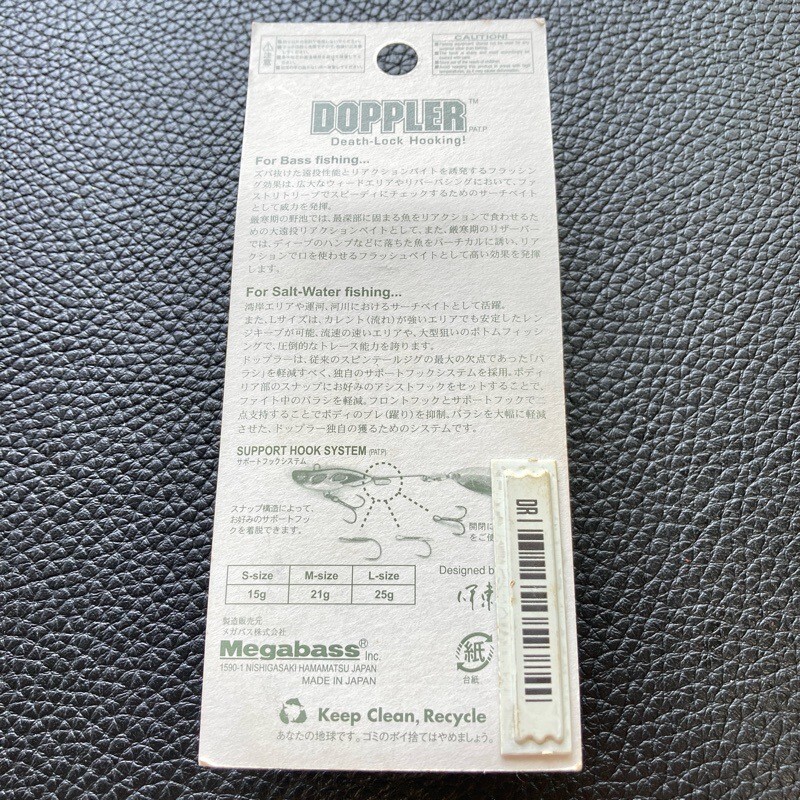 CAUTION!
DOPPLER™
PAT.P
Death-Lock Hooking!
For Bass fishing...
ズバ抜けた遠投性能とリアクションバイトを誘発するフラッシ
ング効果は、広大なウィードエリアやリバーバシングにおいて、ファ
ストリトリーブでスピーディにチェックするためのサーチベイト
として威力を発揮。
厳寒期の野池では、最深部に固まる魚をリアクションで食わせるた
めの大遠投リアクションベイトとして、また、厳寒期のリザーバー
では、ディープのハンプなどに落ちた魚をバーチカルに誘い、リア
クションで口を使わせるフラッシュベイトとして高い効果を発揮
します。
For Salt-Water fishing...
湾岸エリアや運河、河川におけるサーチベイトとして活躍。
また、Lサイズは、カレント(流れ)が強いエリアでも安定したレン
ジキープが可能。流速の速いエリアや、大型狙いのボトムフィッシ
ングで、圧倒的なトレース能力を誇ります。
ドップラーは、従来のスピンテールジグの最大の欠点であった「バ
ラシ」を軽減すべく、独自のサポートフックシステムを採用。ボディ
リア部のスナップにお好みのアシストフックをセットすることで、
ファイト中のバラシを軽減。フロントフックとサポートフックで二
点支持することでボディのブレ(躍り)を抑制。バラシを大幅に軽減
させた、ドップラー独自の獲るためのシステムです。
SUPPORT HOOK SYSTEM (PAT.P)
サポートフックシステム
スナップ構造によって、
お好みのサポートフッ
クを着脱できます。
開閉に
をご使
S-size M-size L-size
15g 21g 25g
Designed by
伊東
製造販売元
メガバス株式会社
Megabass® Inc.
1590-1 NISHIGASAKI HAMAMATSU JAPAN
MADE IN JAPAN
紙
台紙
Keep Clean, Recycle
あなたの地球です。ゴミのポイ捨てはやめましょう。
DR